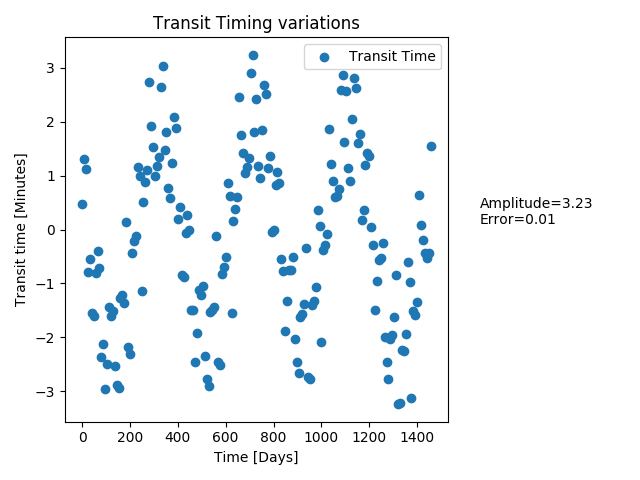 Transit Timing variations
Transit Time
3
2
1
0
−1
−2
−3
Transit time [Minutes]
0 200 400 600 800 1000 1200 1400
Time [Days]
Amplitude=3.23
Error=0.01